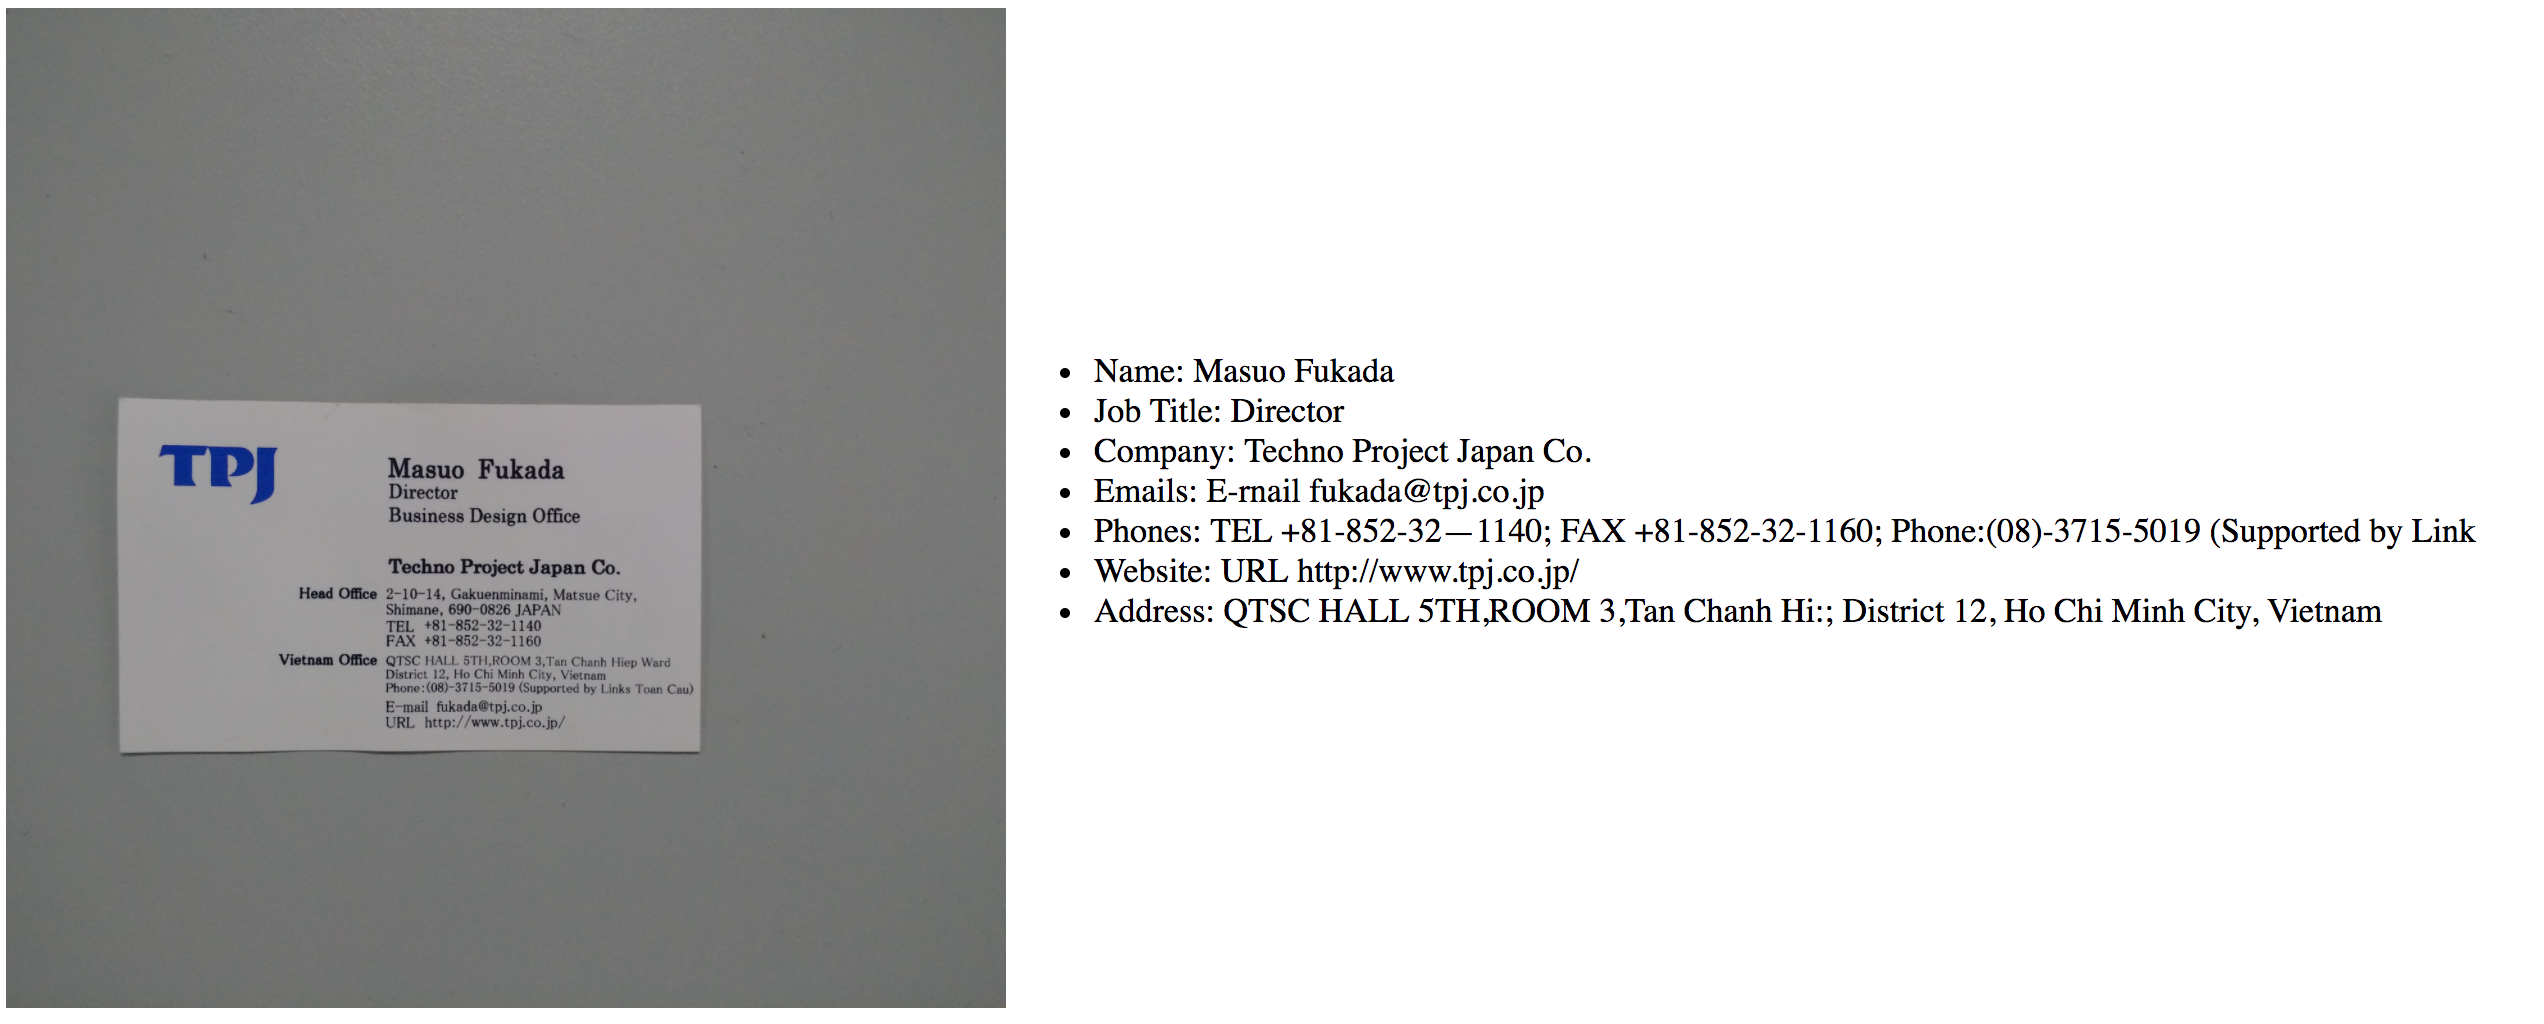 TPJ
Masuo Fukada
Director
Business Design Office
Techno Project Japan Co.
Head Office 2-10-14, Gakuenminami, Matsue City,
Shimane, 690-0826 JAPAN
TEL +81-852-32-1140
FAX +81-852-32-1160
Vietnam Office QTSC HALL 5TH,ROOM 3,Tan Chanh Hiep Ward
District 12, Ho Chi Minh City, Vietnam
Phone:(08)-3715-5019 (Supported by Links Toan Cau)
E-mail fukada@tpj.co.jp
URL http://www.tpj.co.jp/
• Name: Masuo Fukada
• Job Title: Director
• Company: Techno Project Japan Co.
• Emails: E-rnail fukada@tpj.co.jp
• Phones: TEL +81-852-32—1140; FAX +81-852-32-1160; Phone:(08)-3715-5019 (Supported by Link
• Website: URL http://www.tpj.co.jp/
• Address: QTSC HALL 5TH,ROOM 3,Tan Chanh Hi:; District 12, Ho Chi Minh City, Vietnam